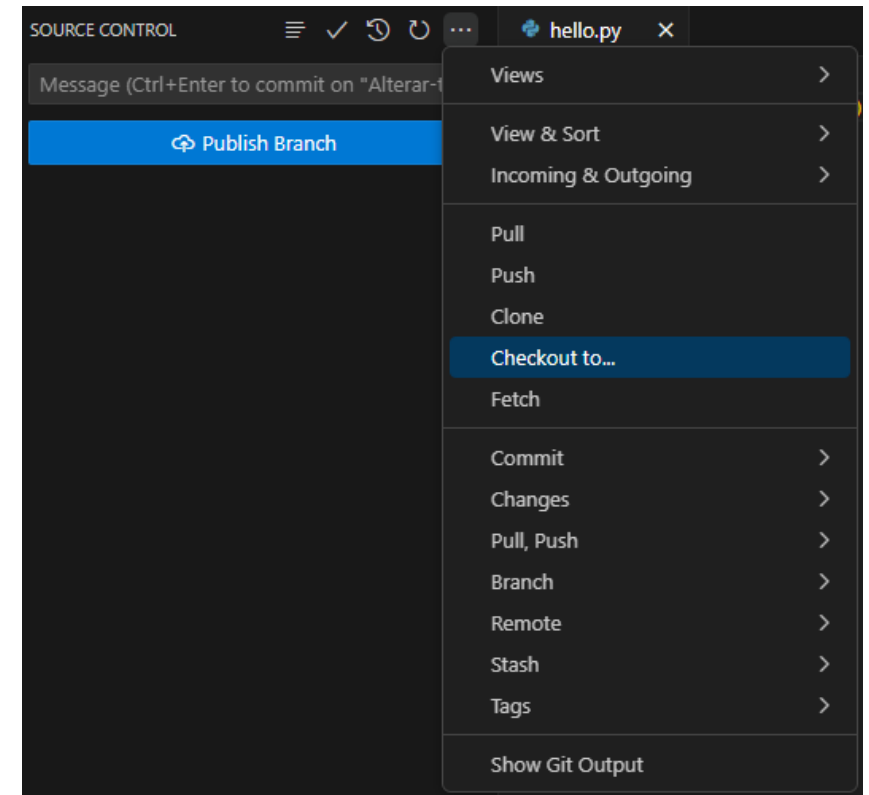 SOURCE CONTROL
hello.py
Message (Ctrl+Enter to commit on "Alterar-t
Publish Branch
Views
View & Sort
Incoming & Outgoing
Pull
Push
Clone
Checkout to...
Fetch
Commit
Changes
Pull, Push
Branch
Remote
Stash
Tags
Show Git Output